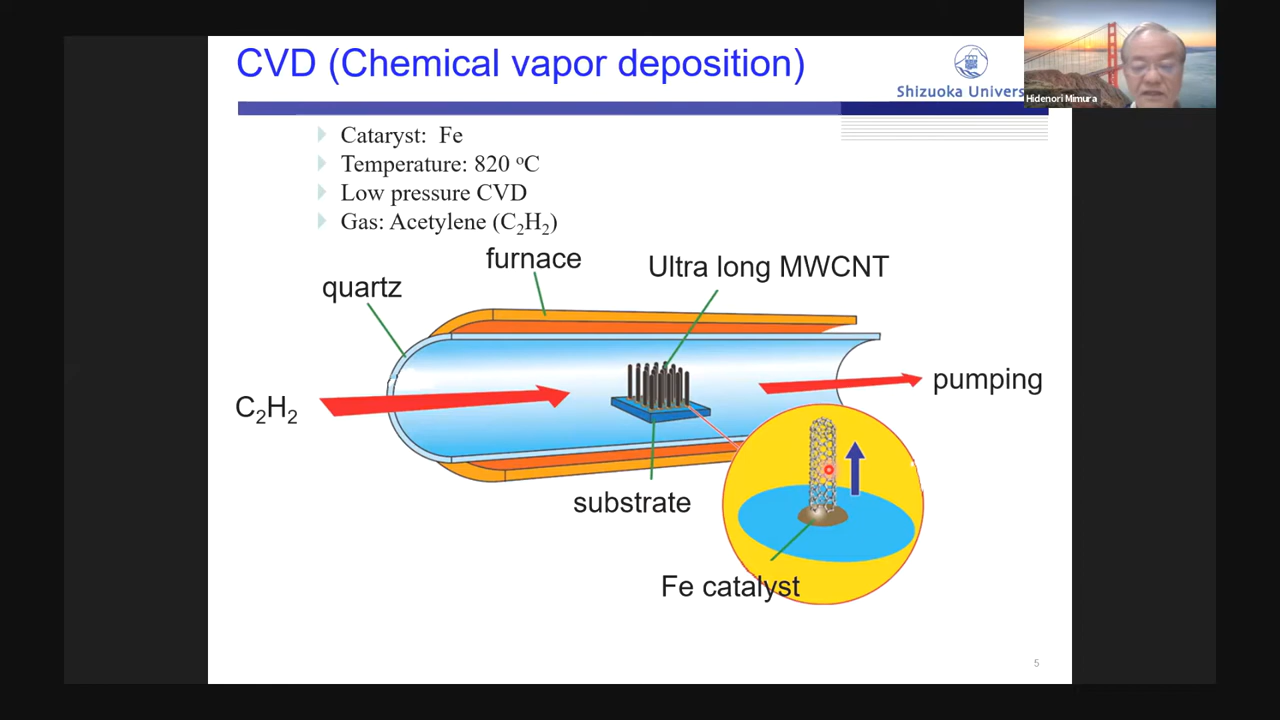 CVD (Chemical vapor deposition)
Shizuoka Univers
Hidenori Mimura
Cataryst: Fe
Temperature: 820 °C
Low pressure CVD
Gas: Acetylene (C₂H₂)
furnace
Ultra long MWCNT
quartz
pumping
C₂H₂
substrate
Fe catalyst
5